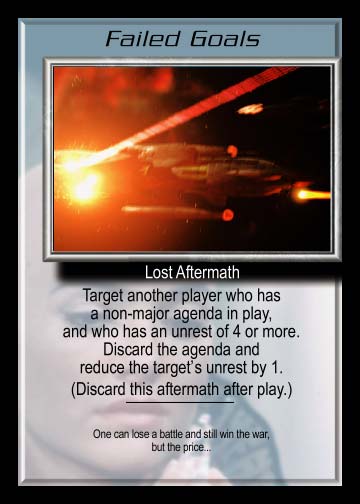 Failed Goals
Lost Aftermath
Target another player who has
a non-major agenda in play,
and who has an unrest of 4 or more.
Discard the agenda and
reduce the target's unrest by 1.
(Discard this aftermath after play.)
One can lose a battle and still win the war,
but the price...